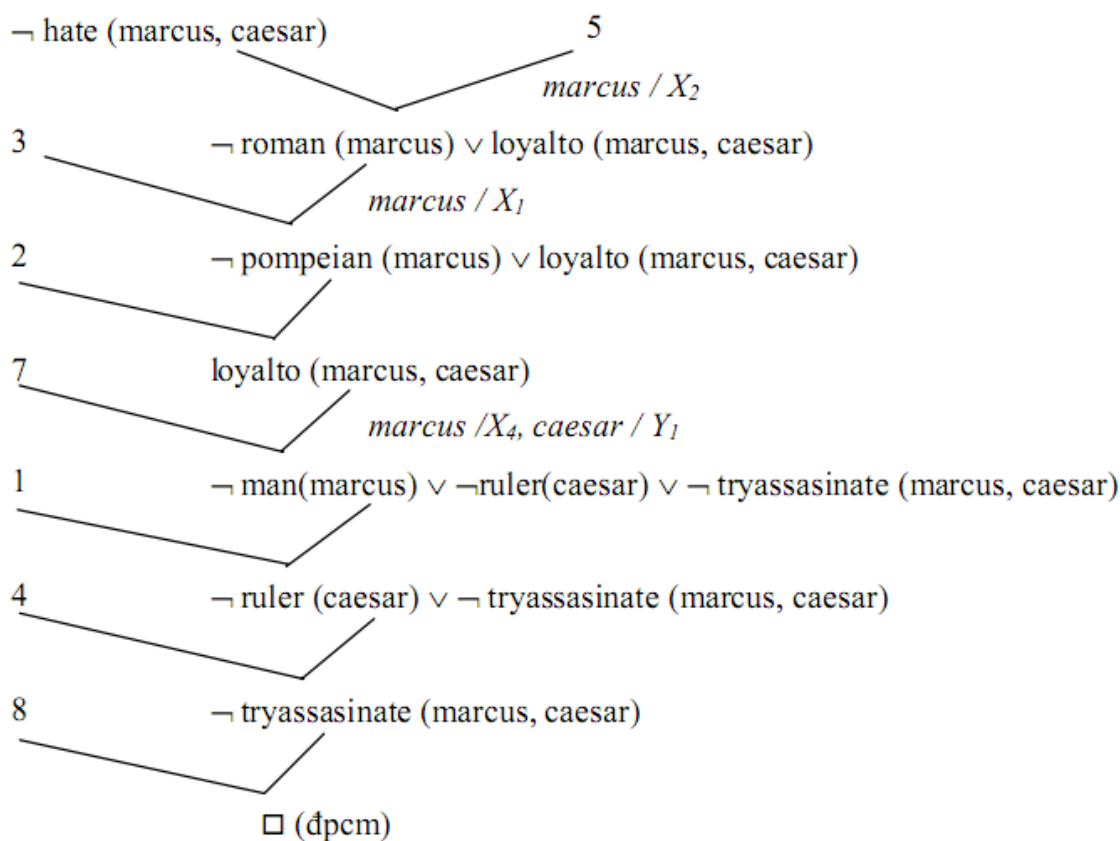 ¬ hate (marcus, caesar) 5
marcus / X₂
3 ¬ roman (marcus) ∨ loyalto (marcus, caesar)
marcus / X₁
2 ¬ pompeian (marcus) ∨ loyalto (marcus, caesar)
7 loyalto (marcus, caesar)
marcus /X₄, caesar / Y₁
1 ¬ man(marcus) ∨ ¬ruler(caesar) ∨ ¬ tryassasinate (marcus, caesar)
4 ¬ ruler (caesar) ∨ ¬ tryassasinate (marcus, caesar)
8 ¬ tryassasinate (marcus, caesar)
□ (đpcm)